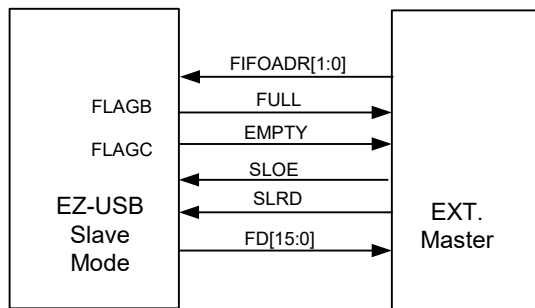 FIFOADR[1:0]
FLAGB
FULL
FLAGC
EMPTY
SLOE
SLRD
FD[15:0]
EZ-USB
Slave
Mode
EXT.
Master